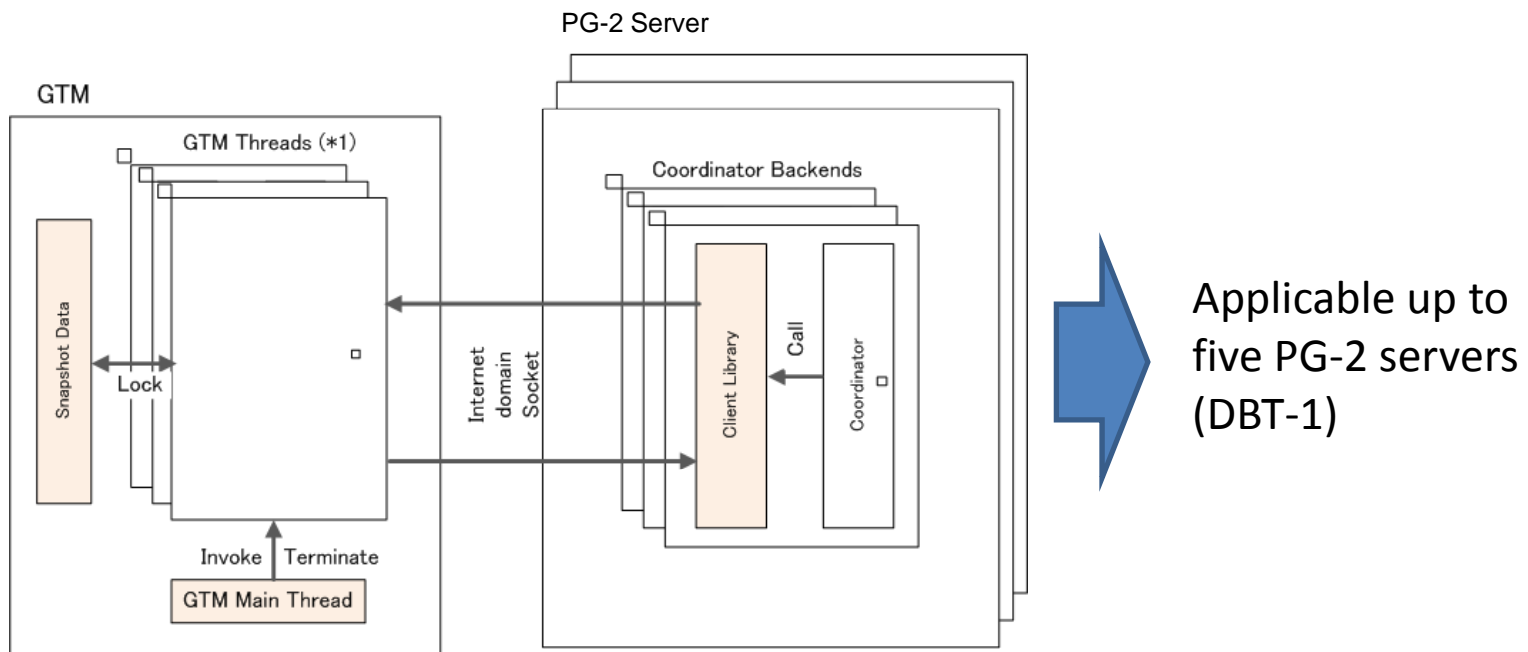 PG-2 Server
GTM
GTM Threads (*1)
Snapshot Data
Lock
Invoke
Terminate
GTM Main Thread
Internet
domain
Socket
Coordinator Backends
Client Library
Call
Coordinator
Applicable up to
five PG-2 servers
(DBT-1)